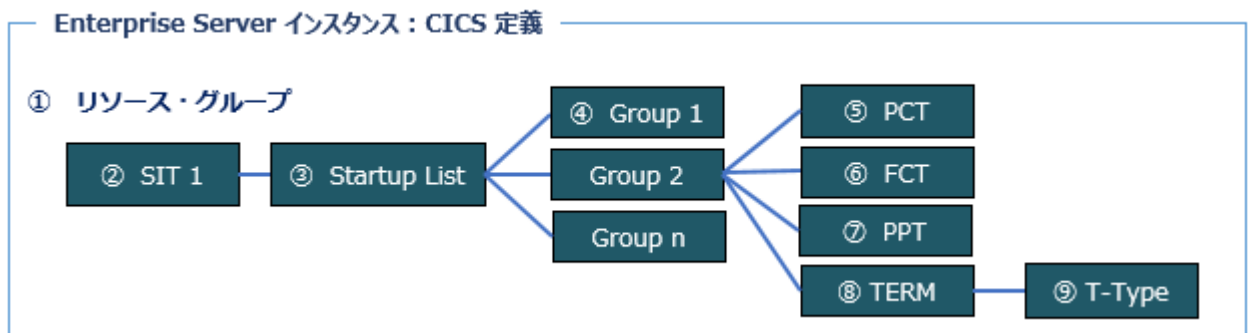 Enterprise Server インスタンス：CICS 定義
① リソース・グループ
② SIT 1
③ Startup List
④ Group 1
Group 2
Group n
⑤ PCT
⑥ FCT
⑦ PPT
⑧ TERM
⑨ T-Type